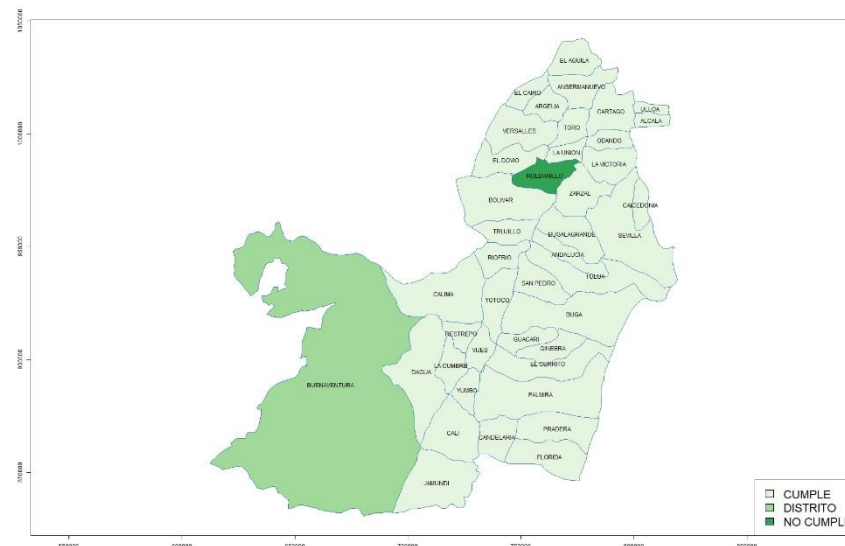 EL AGUILA
ANSERMANUEVO
EL CAIRO
ARGELIA
CARTAGO
ULLOA
ALCALA
VERSALLES
TORO
OBANDO
LA UNION
EL DOVIO
LA VICTORIA
ROLDANILLO
ZARZAL
BOLIVAR
CAICEDONIA
TRUJILLO
BUGALAGRANDE
SEVILLA
ANDALUCIA
RIOFRIO
TULUA
SAN PEDRO
CALIMA
YOTOCO
BUGA
RESTREPO
GUACARI
VIJES
GINEBRA
EL CERRITO
DAGUA
LA CUMBRE
BUENAVENTURA
YUMBO
PALMIRA
CALI
CANDELARIA
PRADERA
FLORIDA
JAMUNDI
CUMPLE
DISTRITO
NO CUMPLE